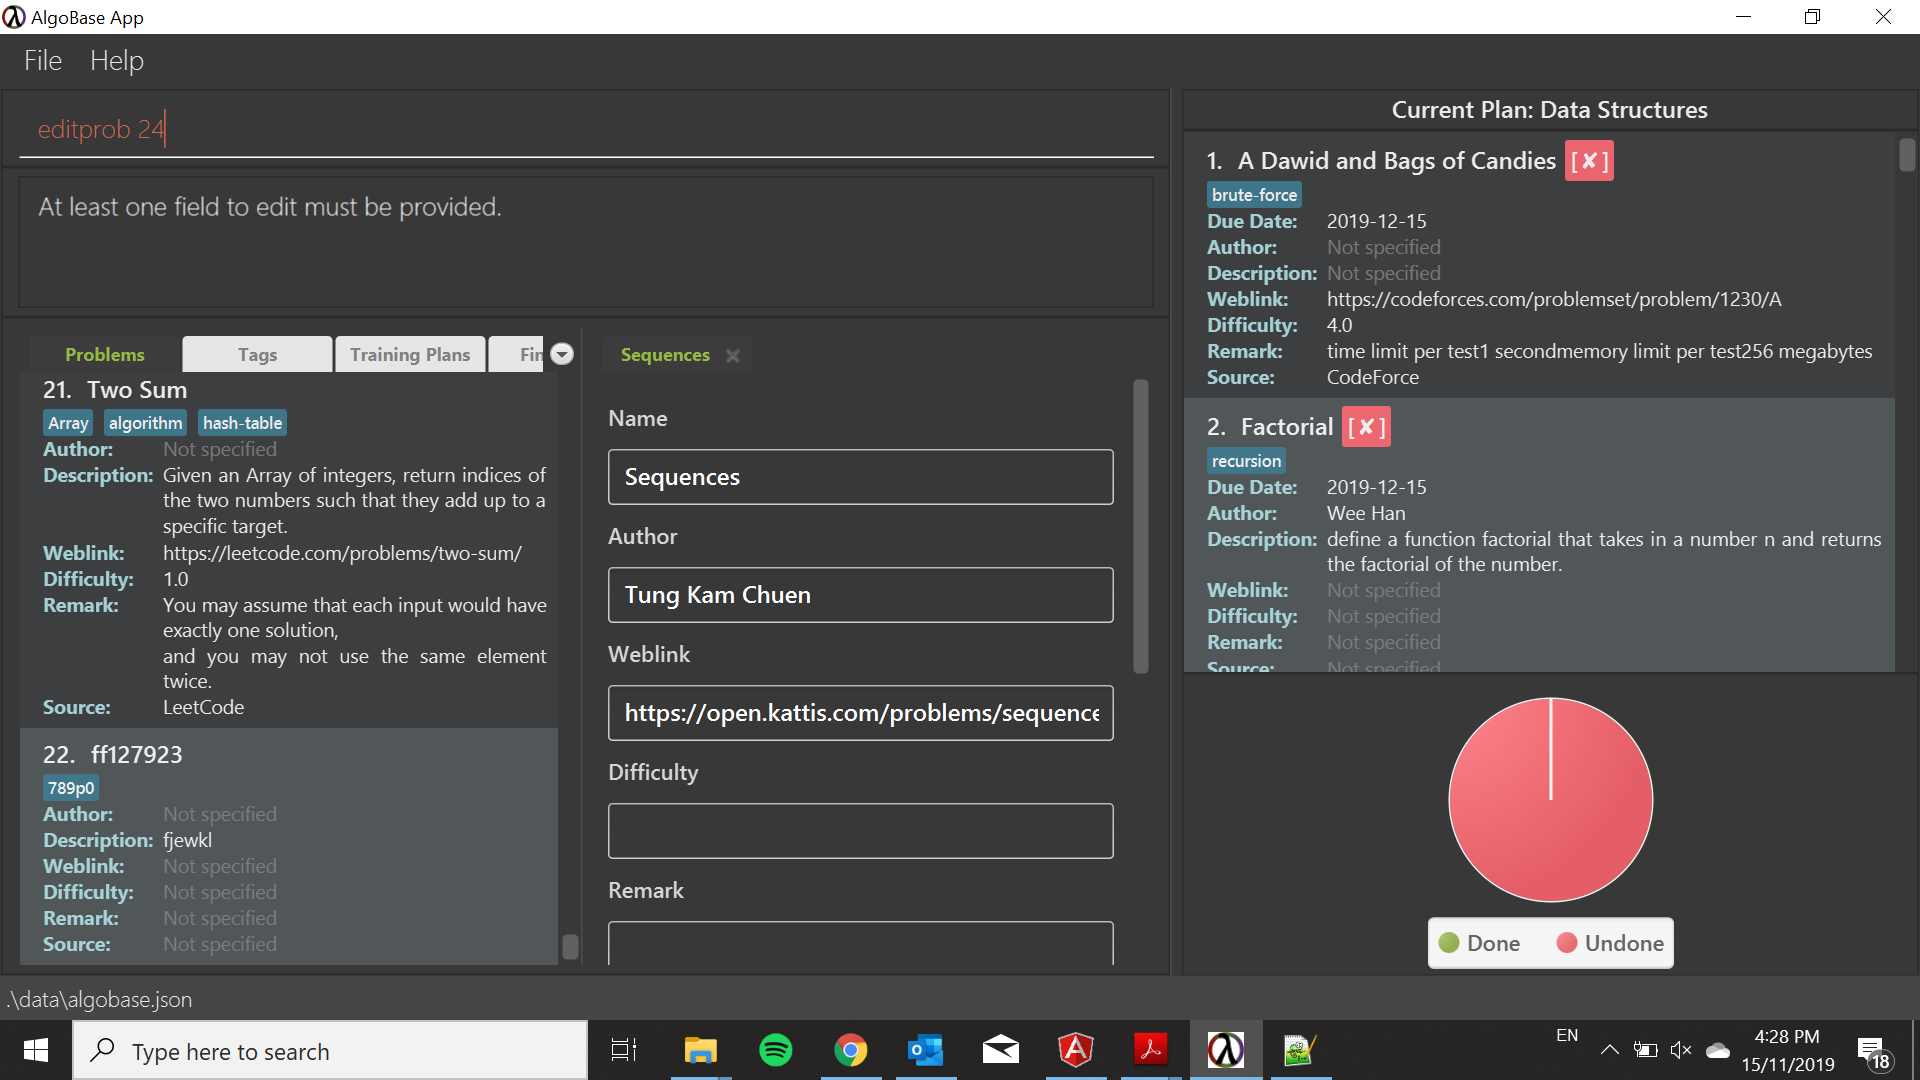 AlgoBase App
File Help
editprob 24
At least one field to edit must be provided.
Problems Tags Training Plans Fin
21. Two Sum
Array algorithm hash-table
Author: Not specified
Description: Given an Array of integers, return indices of
the two numbers such that they add up to a
specific target.
Weblink: https://leetcode.com/problems/two-sum/
Difficulty: 1.0
Remark: You may assume that each input would have
exactly one solution,
and you may not use the same element
twice.
Source: LeetCode
22. ff127923
789p0
Author: Not specified
Description: fjewkl
Weblink: Not specified
Difficulty: Not specified
Remark: Not specified
Source: Not specified
Sequences
Name
Sequences
Author
Tung Kam Chuen
Weblink
https://open.kattis.com/problems/sequence
Difficulty
Remark
Current Plan: Data Structures
1. A Dawid and Bags of Candies [✘]
brute-force
Due Date: 2019-12-15
Author: Not specified
Description: Not specified
Weblink: https://codeforces.com/problemset/problem/1230/A
Difficulty: 4.0
Remark: time limit per test1 secondmemory limit per test256 megabytes
Source: CodeForce
2. Factorial [✘]
recursion
Due Date: 2019-12-15
Author: Wee Han
Description: define a function factorial that takes in a number n and returns
the factorial of the number.
Weblink: Not specified
Difficulty: Not specified
Remark: Not specified
Source: Not specified
Done Undone
.\data\algobase.json
Type here to search
EN
4:28 PM
15/11/2019
18